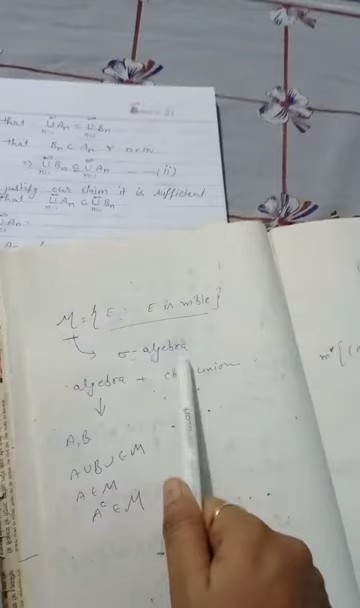 that ∪Aₙ = ∪Bₙ
that Bₙ ⊂ Aₙ ∀ n∈N
⇒ ∪Bₙ ⊆ ∪Aₙ ... (ii)
justify our claim it is sufficient
that ∪Aₙ ⊆ ∪Bₙ
M = { E : E is mble }
σ-algebra
algebra + ctble union
A, B
A∪B ∈ M
A ∈ M
Aᶜ ∈ M
m*